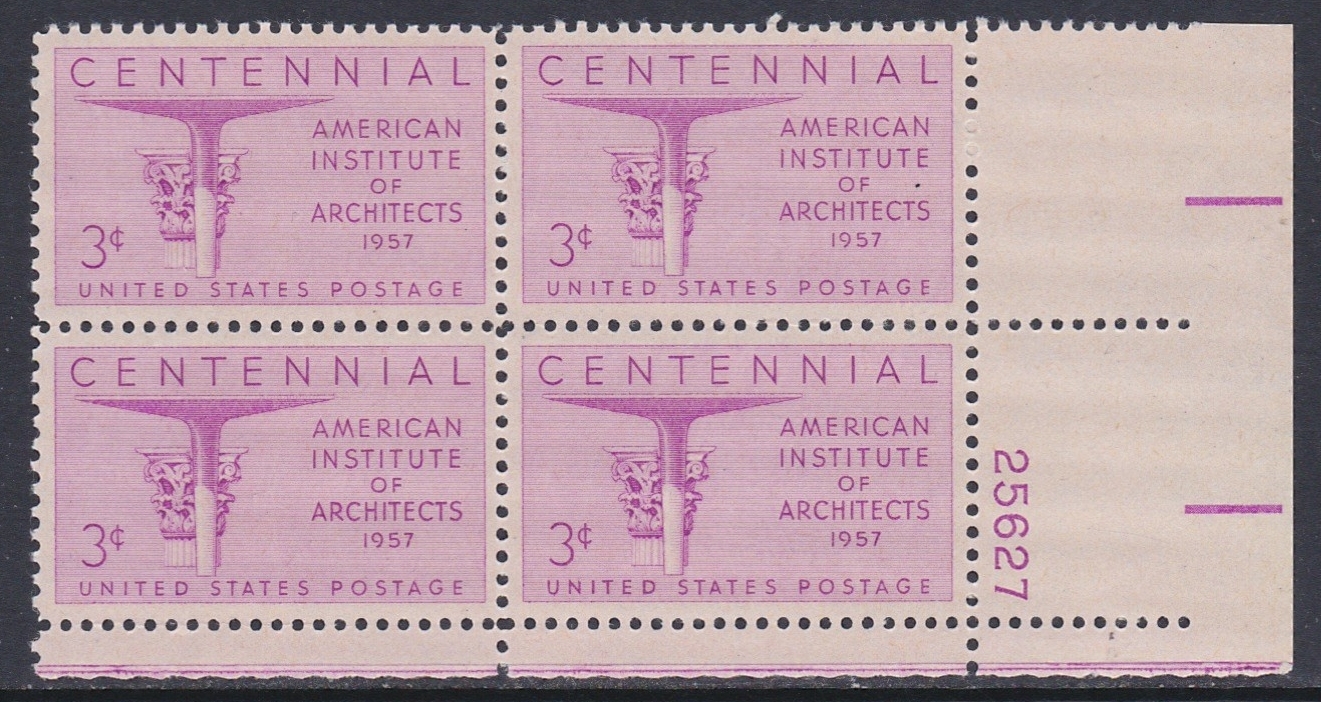 CENTENNIAL
AMERICAN
INSTITUTE
OF
ARCHITECTS
1957
3¢
UNITED STATES POSTAGE
CENTENNIAL
AMERICAN
INSTITUTE
OF
ARCHITECTS
1957
3¢
UNITED STATES POSTAGE
CENTENNIAL
AMERICAN
INSTITUTE
OF
ARCHITECTS
1957
3¢
UNITED STATES POSTAGE
CENTENNIAL
AMERICAN
INSTITUTE
OF
ARCHITECTS
1957
3¢
UNITED STATES POSTAGE
25627